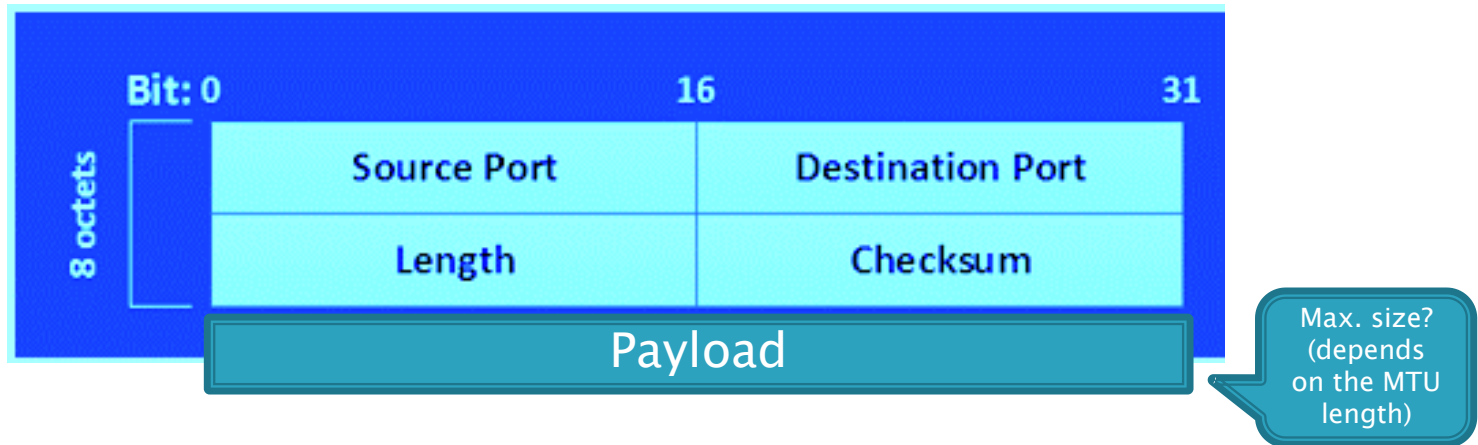 Bit: 0 16 31
8 octets
Source Port Destination Port
Length Checksum
Payload
Max. size?
(depends
on the MTU
length)